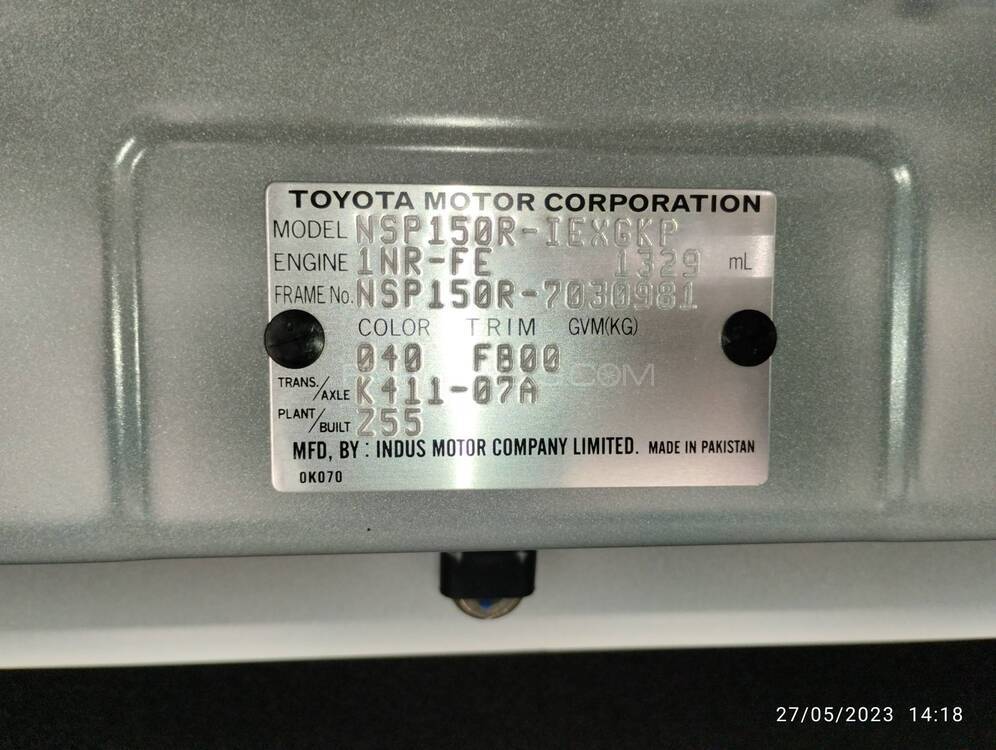 TOYOTA MOTOR CORPORATION
MODEL NSP150R-IEXGKP
ENGINE 1NR-FE 1329 mL
FRAME No. NSP150R-7030981
COLOR TRIM GVM(KG)
040 FB00
TRANS./AXLE K411-07A
PLANT/BUILT Z55
MFD, BY : INDUS MOTOR COMPANY LIMITED. MADE IN PAKISTAN
0K070
27/05/2023 14:18